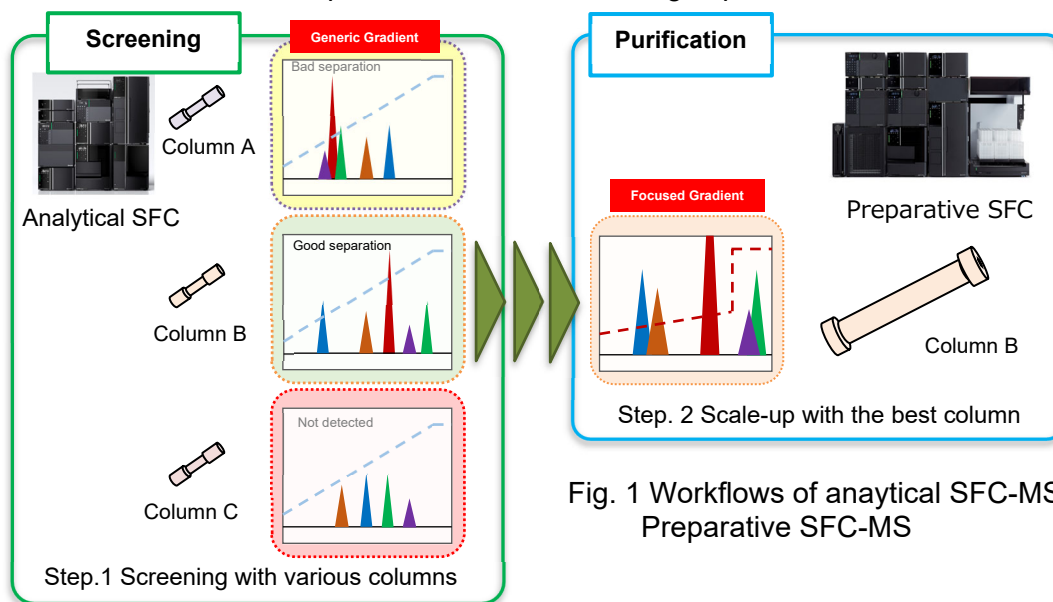 Screening
Generic Gradient
Bad separation
Column A
Analytical SFC
Good separation
Column B
Not detected
Column C
Step.1 Screening with various columns
Purification
Focused Gradient
Preparative SFC
Column B
Step. 2 Scale-up with the best column
Fig. 1 Workflows of anaytical SFC-MS
Preparative SFC-MS